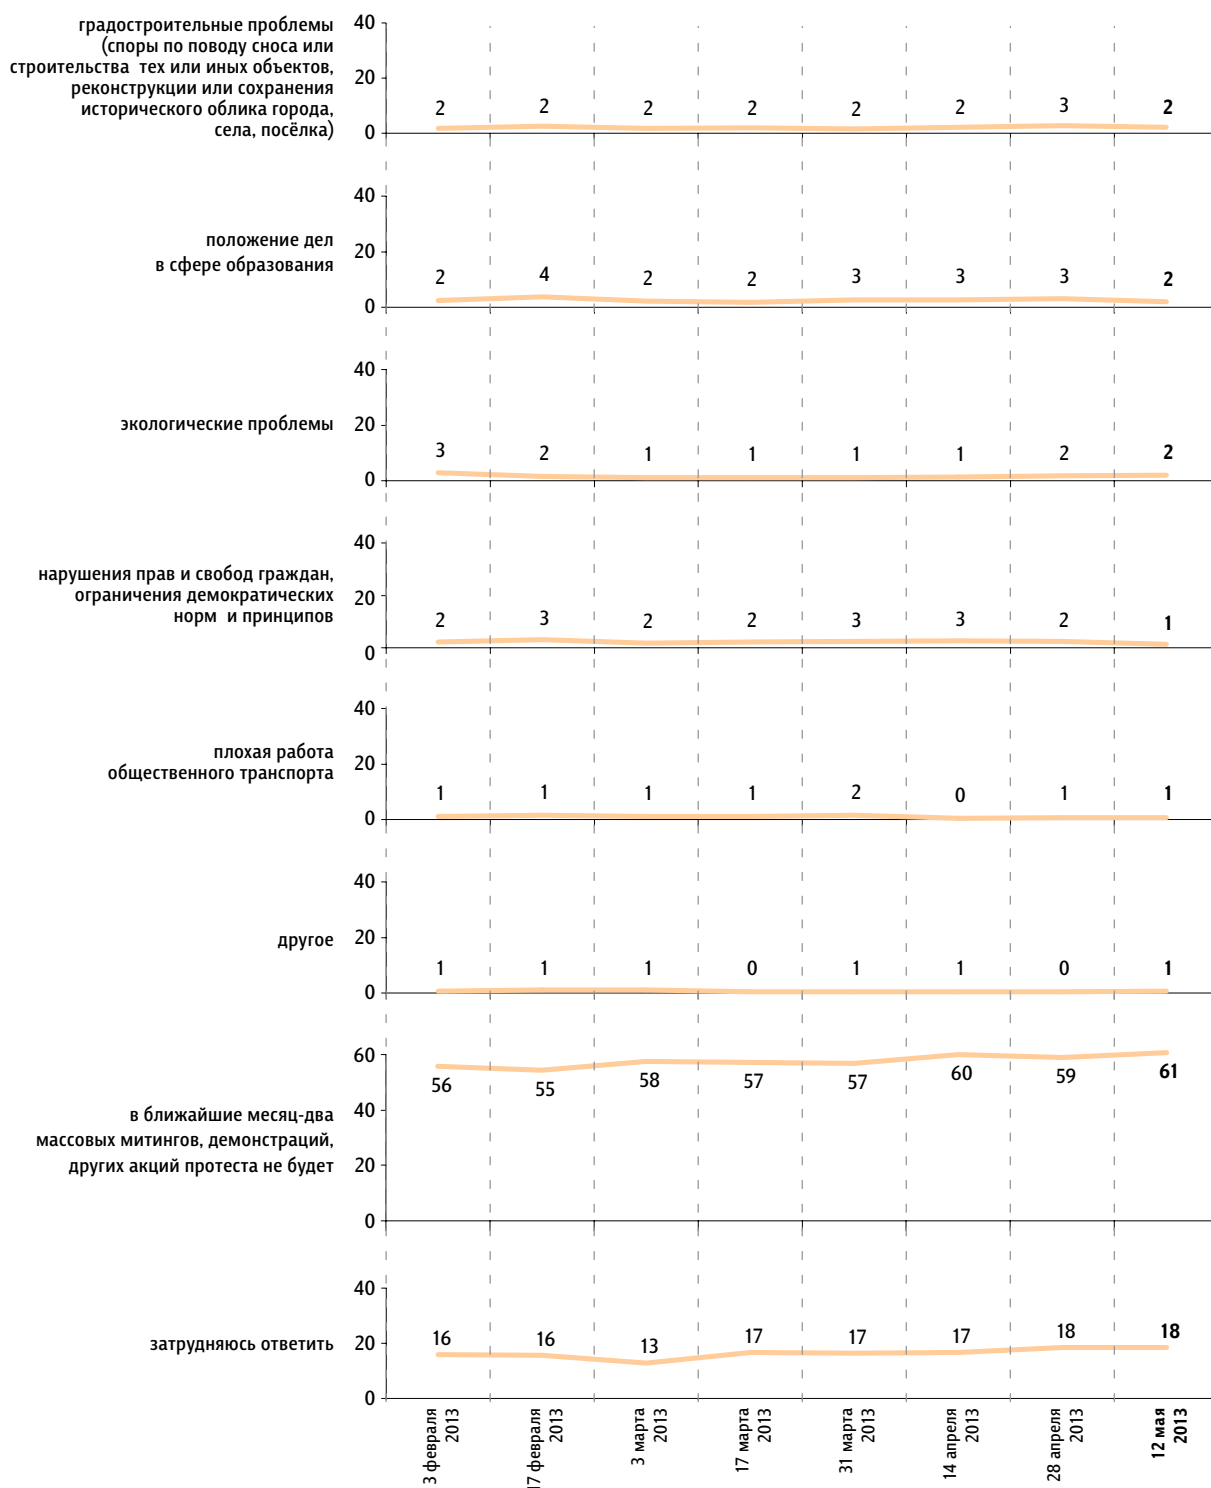 градостроительные проблемы
(споры по поводу сноса или
строительства тех или иных объектов,
реконструкции или сохранения
исторического облика города,
села, посёлка)
40
20
0
2 2 2 2 2 2 3 2
положение дел
в сфере образования
40
20
0
2 4 2 2 3 3 3 2
экологические проблемы
40
20
0
3 2 1 1 1 1 2 2
нарушения прав и свобод граждан,
ограничения демократических
норм и принципов
40
20
0
2 3 2 2 3 3 2 1
плохая работа
общественного транспорта
40
20
0
1 1 1 1 2 0 1 1
другое
40
20
0
1 1 1 0 1 1 0 1
в ближайшие месяц-два
массовых митингов, демонстраций,
других акций протеста не будет
60
40
20
0
56 55 58 57 57 60 59 61
затрудняюсь ответить
40
20
0
16 16 13 17 17 17 18 18
3 февраля
2013
17 февраля
2013
3 марта
2013
17 марта
2013
31 марта
2013
14 апреля
2013
28 апреля
2013
12 мая
2013